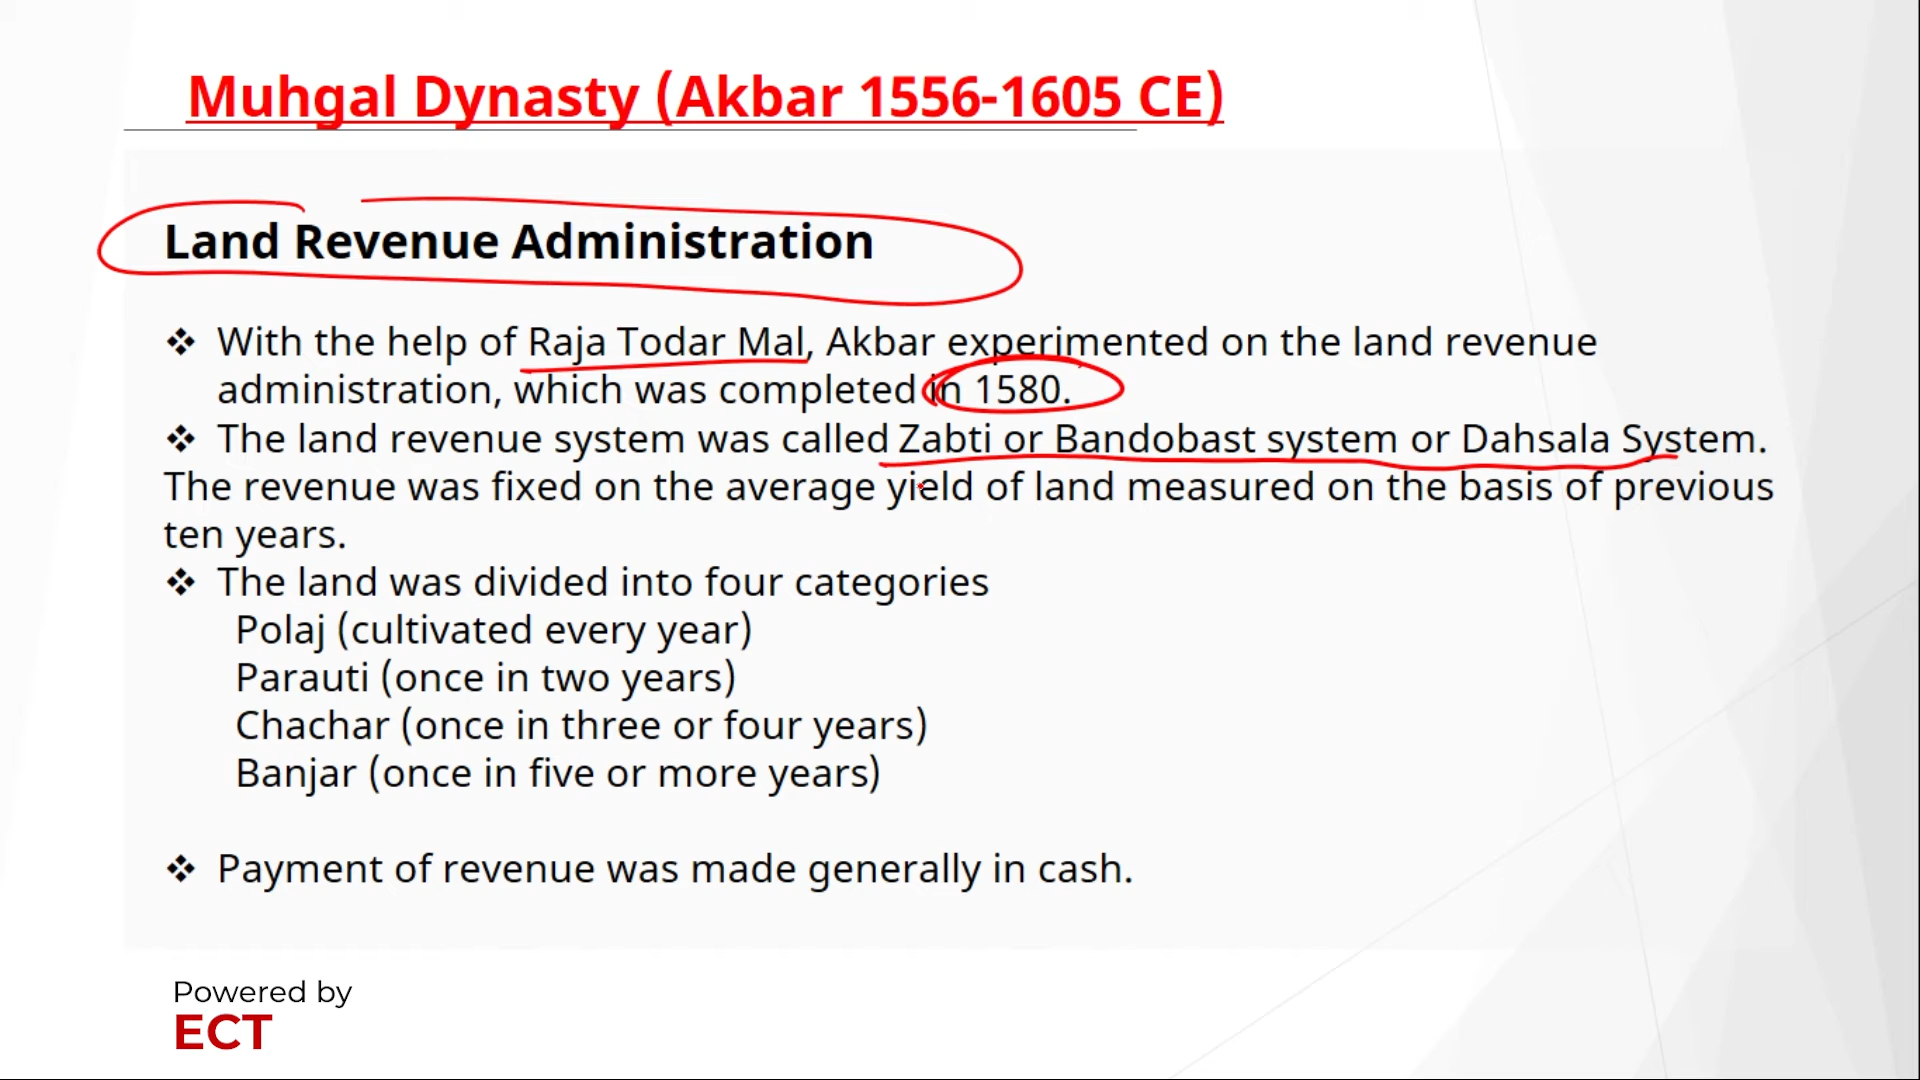 Muhgal Dynasty (Akbar 1556-1605 CE)
Land Revenue Administration
❖ With the help of Raja Todar Mal, Akbar experimented on the land revenue
administration, which was completed in 1580.
❖ The land revenue system was called Zabti or Bandobast system or Dahsala System.
The revenue was fixed on the average yield of land measured on the basis of previous
ten years.
❖ The land was divided into four categories
Polaj (cultivated every year)
Parauti (once in two years)
Chachar (once in three or four years)
Banjar (once in five or more years)
❖ Payment of revenue was made generally in cash.
Powered by
ECT